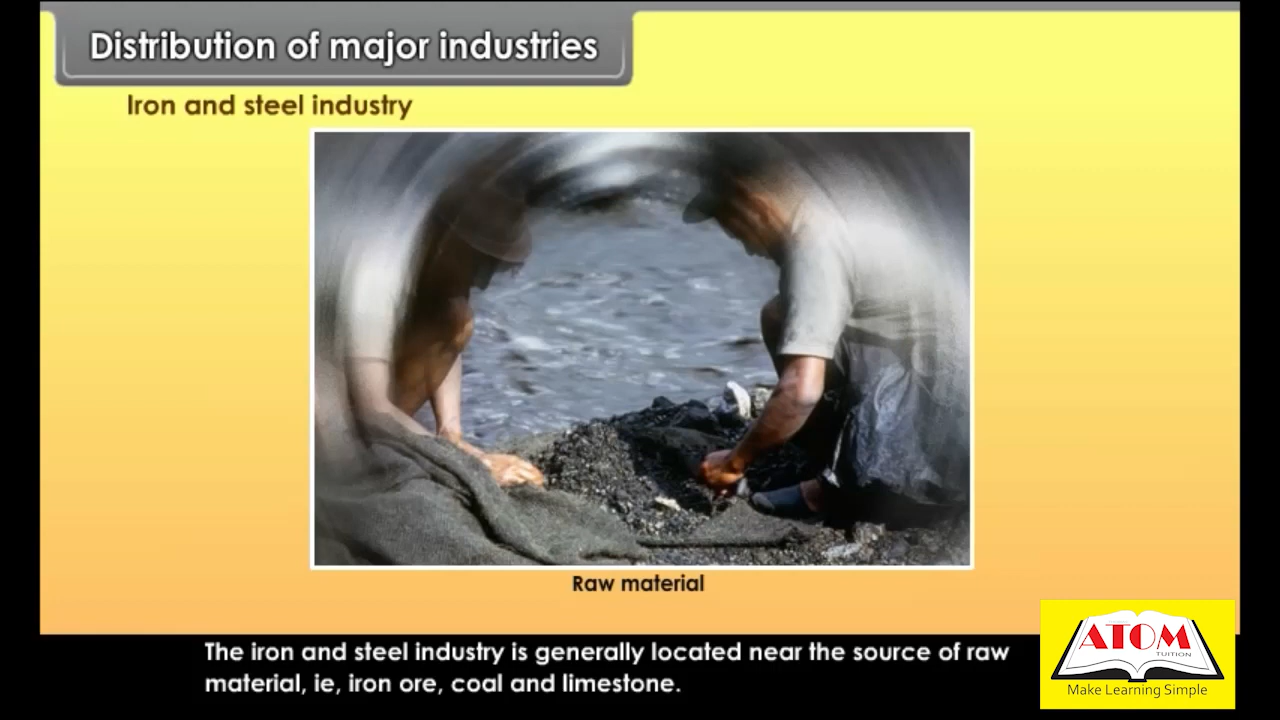 Distribution of major industries
Iron and steel industry
Raw material
The iron and steel industry is generally located near the source of raw
material, ie, iron ore, coal and limestone.
ATOM
TUITION
Make Learning Simple